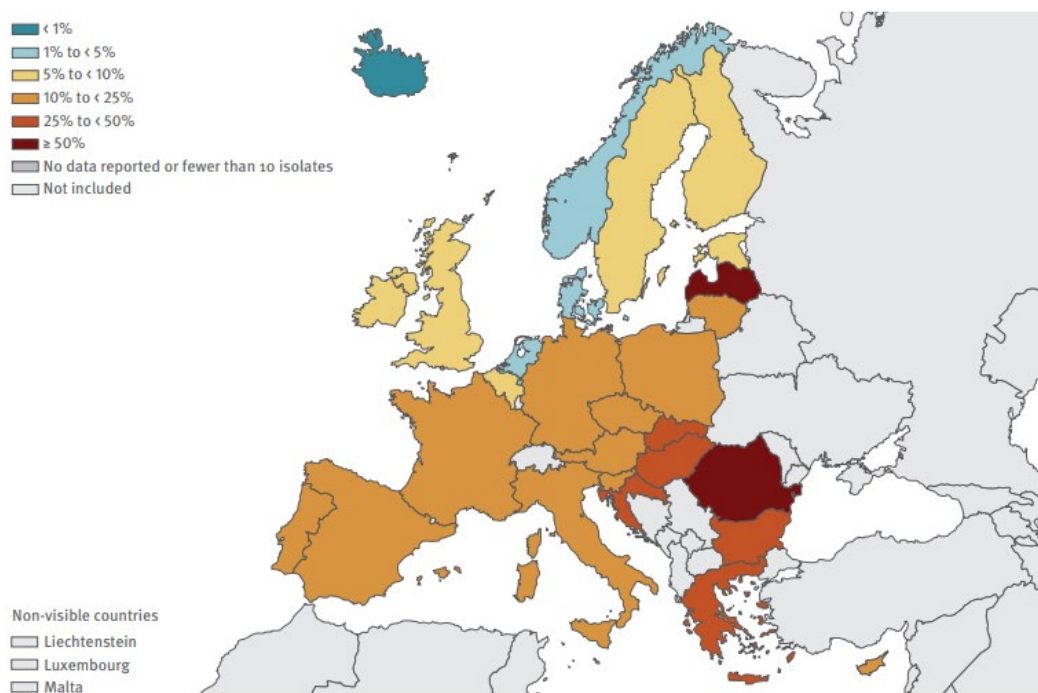 < 1%
1% to < 5%
5% to < 10%
10% to < 25%
25% to < 50%
≥ 50%
No data reported or fewer than 10 isolates
Not included
Non-visible countries
Liechtenstein
Luxembourg
Malta